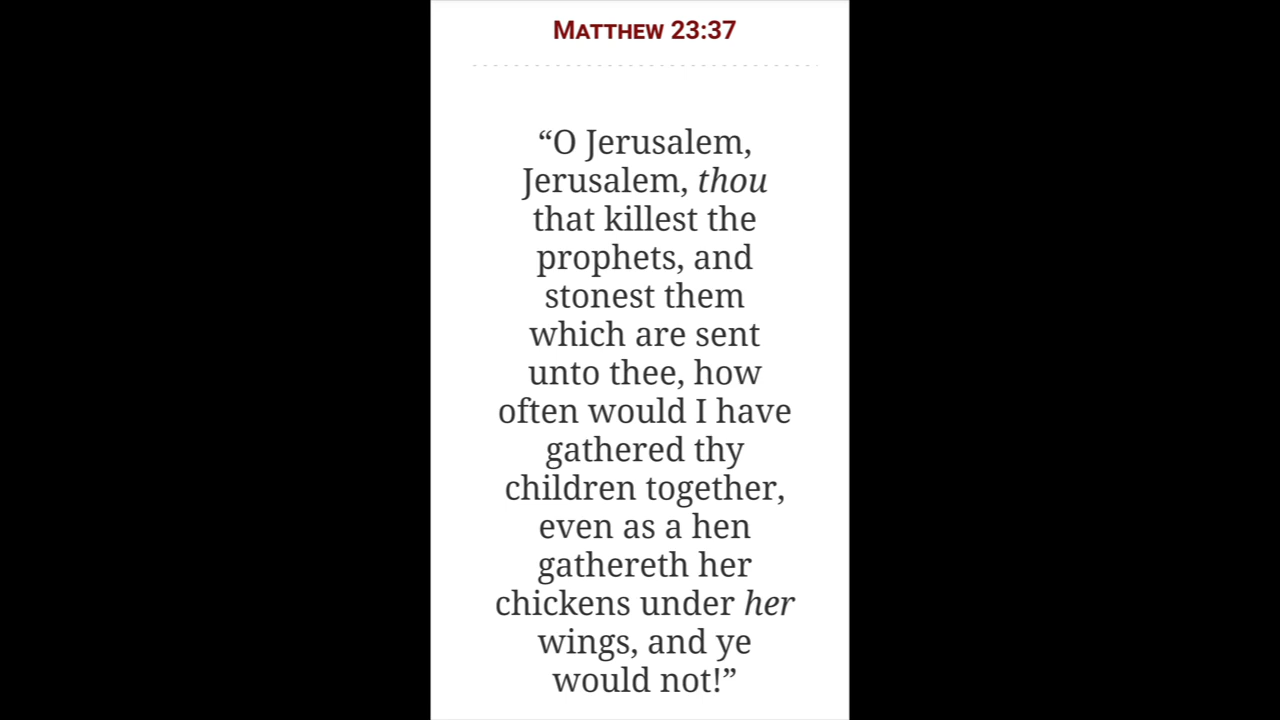 Matthew 23:37
“O Jerusalem,
Jerusalem, thou
that killest the
prophets, and
stonest them
which are sent
unto thee, how
often would I have
gathered thy
children together,
even as a hen
gathereth her
chickens under her
wings, and ye
would not!”